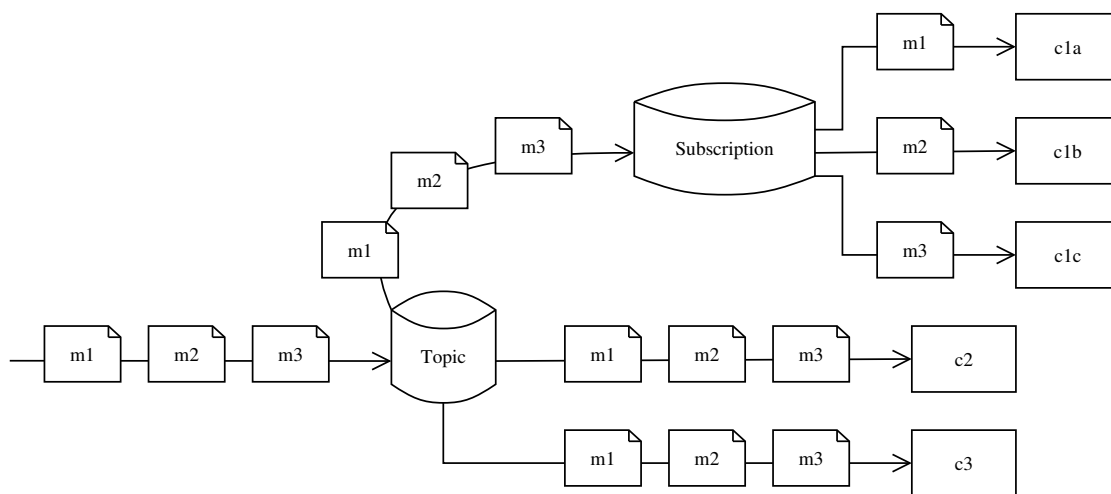 m1 c1a
m3 Subscription m2 c1b
m2
m1 m3 c1c
m1 m2 m3 Topic m1 m2 m3 c2
m1 m2 m3 c3